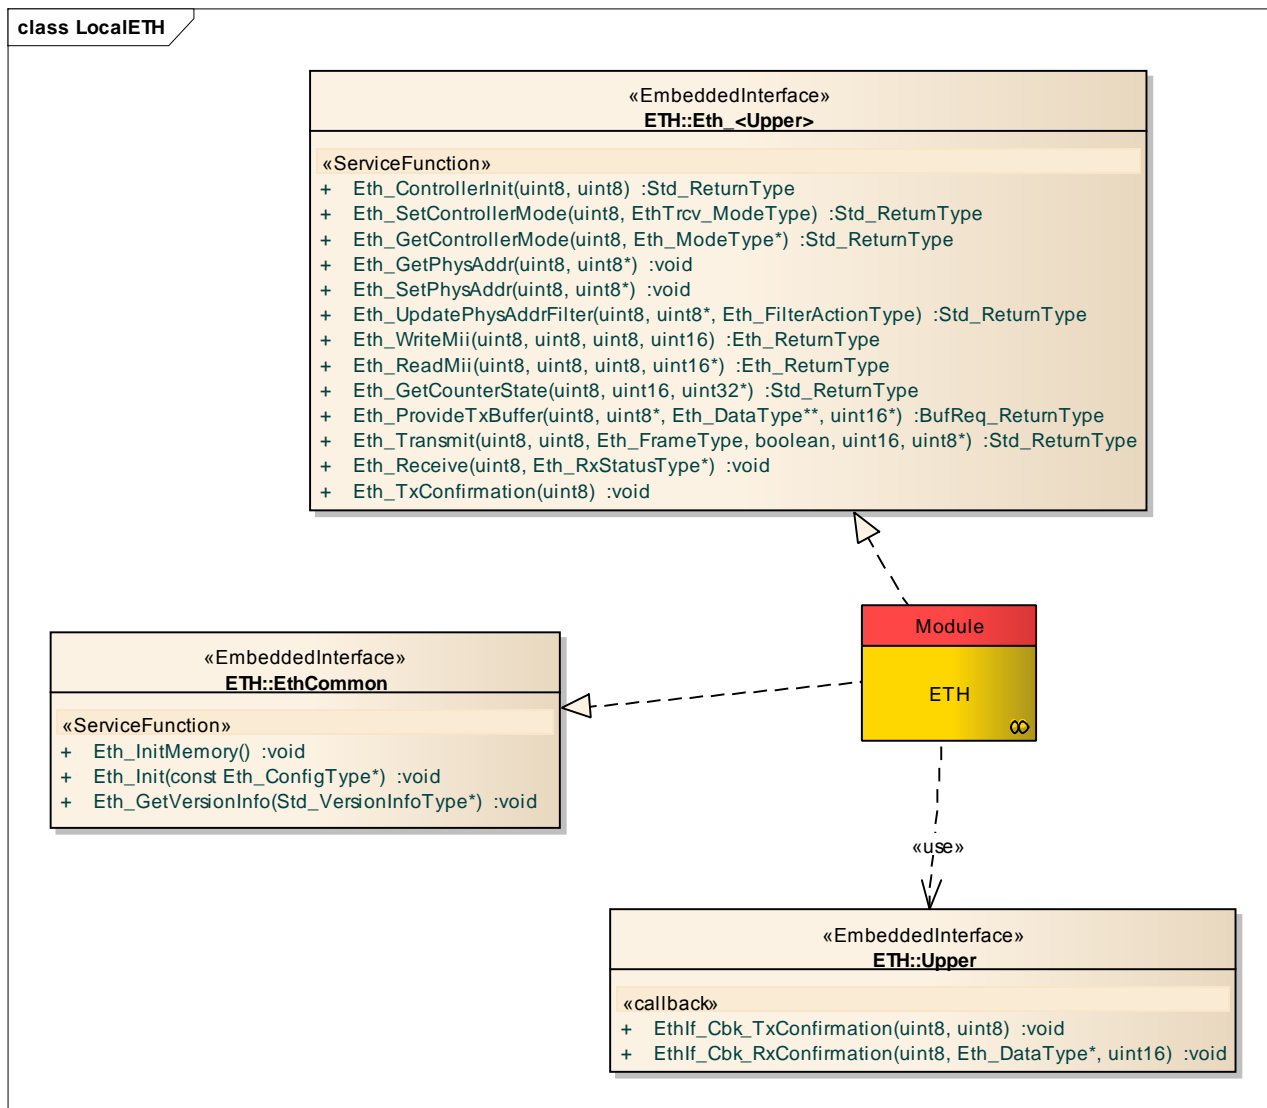 class LocalETH
«EmbeddedInterface»
ETH::Eth_<Upper>
«ServiceFunction»
+ Eth_ControllerInit(uint8, uint8) :Std_ReturnType
+ Eth_SetControllerMode(uint8, EthTrcv_ModeType) :Std_ReturnType
+ Eth_GetControllerMode(uint8, Eth_ModeType*) :Std_ReturnType
+ Eth_GetPhysAddr(uint8, uint8*) :void
+ Eth_SetPhysAddr(uint8, uint8*) :void
+ Eth_UpdatePhysAddrFilter(uint8, uint8*, Eth_FilterActionType) :Std_ReturnType
+ Eth_WriteMii(uint8, uint8, uint8, uint16) :Eth_ReturnType
+ Eth_ReadMii(uint8, uint8, uint8, uint16*) :Eth_ReturnType
+ Eth_GetCounterState(uint8, uint16, uint32*) :Std_ReturnType
+ Eth_ProvideTxBuffer(uint8, uint8*, Eth_DataType**, uint16*) :BufReq_ReturnType
+ Eth_Transmit(uint8, uint8, Eth_FrameType, boolean, uint16, uint8*) :Std_ReturnType
+ Eth_Receive(uint8, Eth_RxStatusType*) :void
+ Eth_TxConfirmation(uint8) :void
Module
ETH
«EmbeddedInterface»
ETH::EthCommon
«ServiceFunction»
+ Eth_InitMemory() :void
+ Eth_Init(const Eth_ConfigType*) :void
+ Eth_GetVersionInfo(Std_VersionInfoType*) :void
«use»
«EmbeddedInterface»
ETH::Upper
«callback»
+ EthIf_Cbk_TxConfirmation(uint8, uint8) :void
+ EthIf_Cbk_RxConfirmation(uint8, Eth_DataType*, uint16) :void